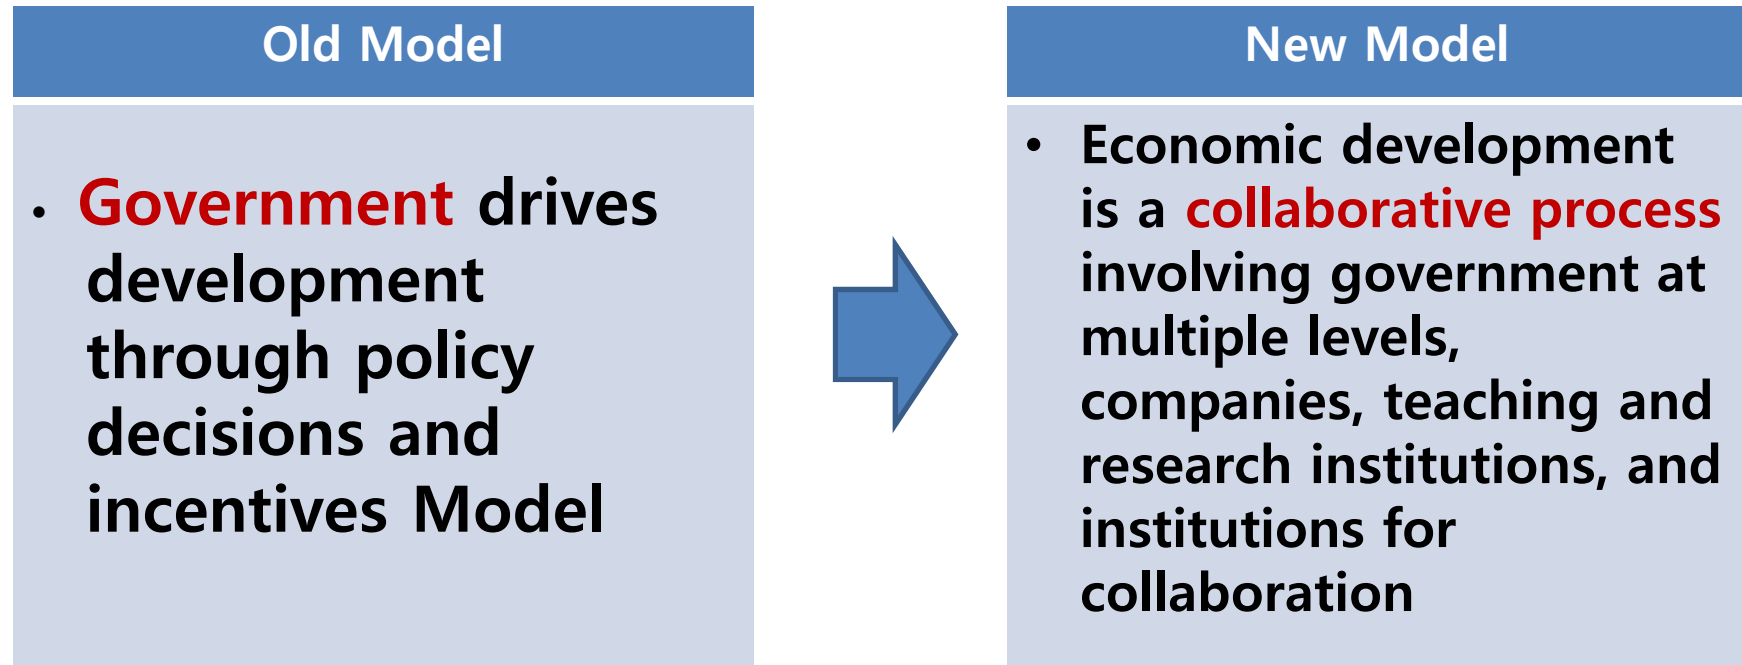 Old Model
• Government drives
development
through policy
decisions and
incentives Model
New Model
• Economic development
is a collaborative process
involving government at
multiple levels,
companies, teaching and
research institutions, and
institutions for
collaboration